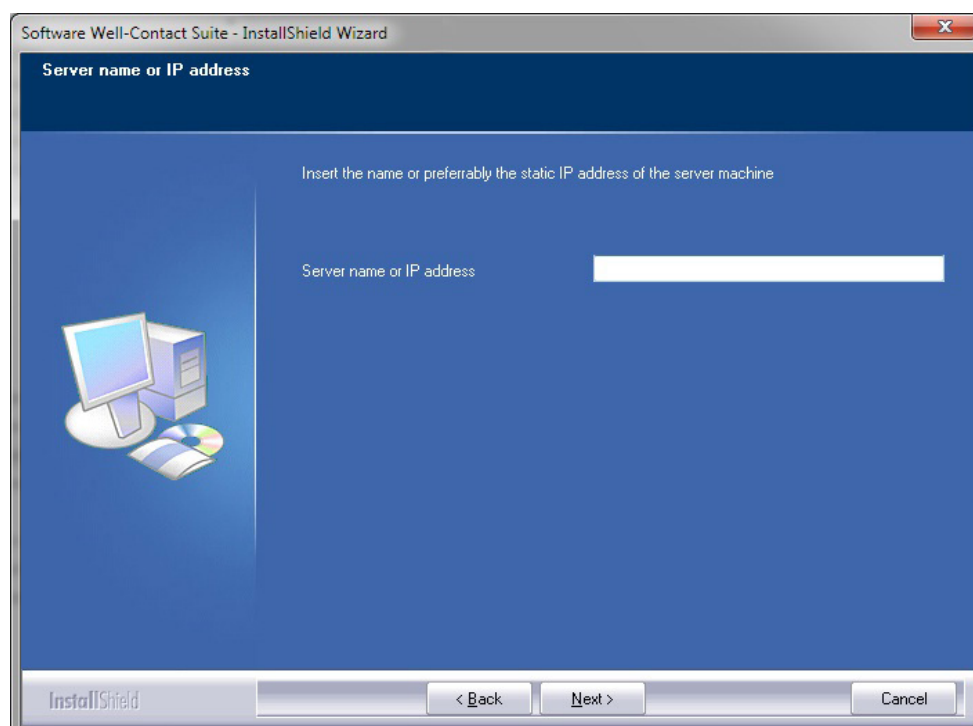 Software Well-Contact Suite - InstallShield Wizard
Server name or IP address
Insert the name or preferrably the static IP address of the server machine
Server name or IP address
InstallShield
< Back
Next >
Cancel